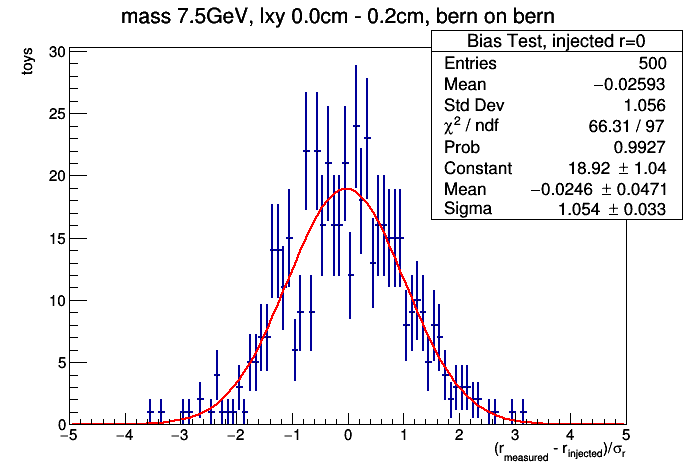 mass 7.5GeV, lxy 0.0cm - 0.2cm, bern on bern
Bias Test, injected r=0
Entries 500
Mean −0.02593
Std Dev 1.056
χ² / ndf 66.31 / 97
Prob 0.9927
Constant 18.92 ± 1.04
Mean −0.0246 ± 0.0471
Sigma 1.054 ± 0.033
toys
30
25
20
15
10
5
0
−5 −4 −3 −2 −1 0 1 2 3 4 5
(r_measured - r_injected)/σ_r